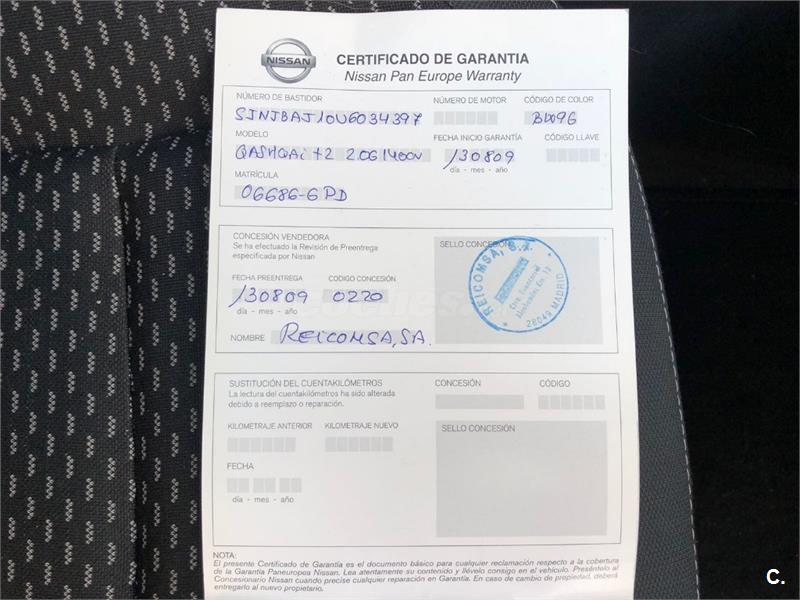 NISSAN
CERTIFICADO DE GARANTIA
Nissan Pan Europe Warranty
NÚMERO DE BASTIDOR NÚMERO DE MOTOR CÓDIGO DE COLOR
SJNJBAJ10U6034397 BW9G
MODELO FECHA INICIO GARANTÍA CÓDIGO LLAVE
QASHQAi +2 2.0G 1400N /30809
día - mes - año
MATRÍCULA
06686-GPD
CONCESIÓN VENDEDORA SELLO CONCESIÓN
Se ha efectuado la Revisión de Preentrega
especificada por Nissan
FECHA PREENTREGA CÓDIGO CONCESIÓN
/30809 0220
día - mes - año
NOMBRE REICOMSA, SA.
REICOMSA, S.A.
28049 MADRID
SUSTITUCIÓN DEL CUENTAKILÓMETROS CONCESIÓN CÓDIGO
La lectura del cuentakilómetros ha sido alterada
debido a reemplazo o reparación.
KILOMETRAJE ANTERIOR KILOMETRAJE NUEVO SELLO CONCESIÓN
FECHA
día - mes - año
NOTA:
El presente Certificado de Garantía es el documento básico para cualquier reclamación respecto a la cobertura
de la Garantía Paneuropea Nissan. Lea atentamente su contenido y llévelo consigo en el vehículo. Preséntelo al
Concesionario Nissan cuando precise cualquier reparación en Garantía. En caso de cambio de propiedad, deberá
entregarlo al nuevo propietario.
C.